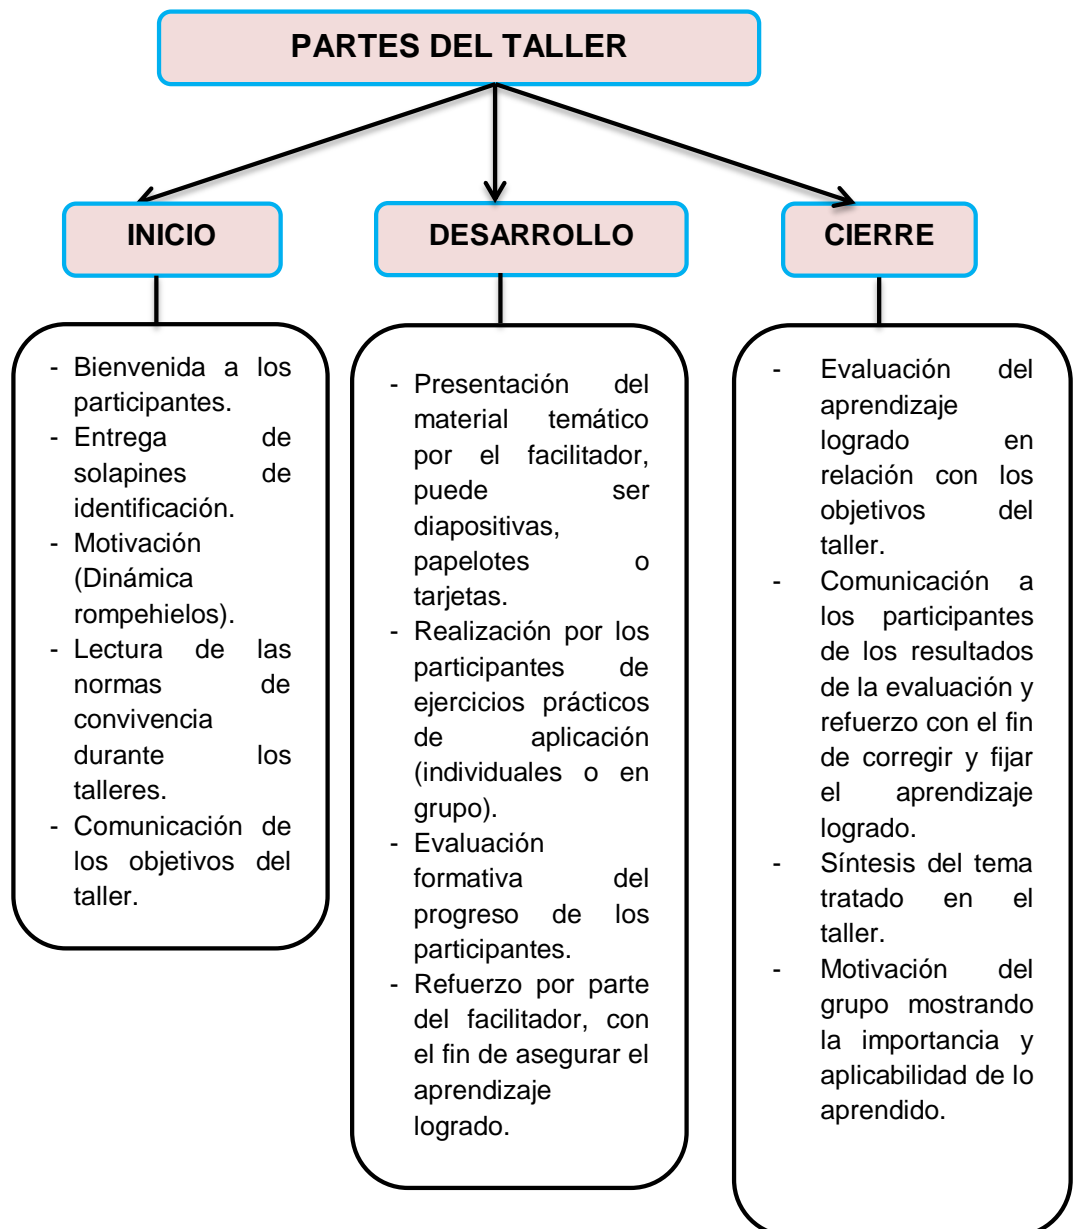 PARTES DEL TALLER
INICIO
DESARROLLO
CIERRE
- Bienvenida a los
participantes.
- Entrega de
solapines de
identificación.
- Motivación
(Dinámica
rompehielos).
- Lectura de las
normas de
convivencia
durante los
talleres.
- Comunicación de
los objetivos del
taller.
- Presentación del
material temático
por el facilitador,
puede ser
diapositivas,
papelotes o
tarjetas.
- Realización por los
participantes de
ejercicios prácticos
de aplicación
(individuales o en
grupo).
- Evaluación
formativa del
progreso de los
participantes.
- Refuerzo por parte
del facilitador, con
el fin de asegurar el
aprendizaje
logrado.
- Evaluación del
aprendizaje
logrado en
relación con los
objetivos del
taller.
- Comunicación a
los participantes
de los resultados
de la evaluación y
refuerzo con el fin
de corregir y fijar
el aprendizaje
logrado.
- Síntesis del tema
tratado en el
taller.
- Motivación del
grupo mostrando
la importancia y
aplicabilidad de lo
aprendido.